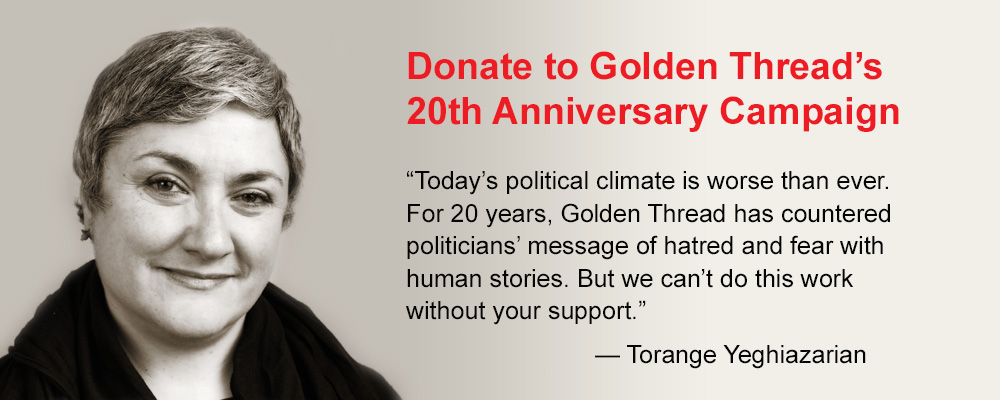 Donate to Golden Thread’s
20th Anniversary Campaign
“Today’s political climate is worse than ever.
For 20 years, Golden Thread has countered
politicians’ message of hatred and fear with
human stories. But we can’t do this work
without your support.”
— Torange Yeghiazarian